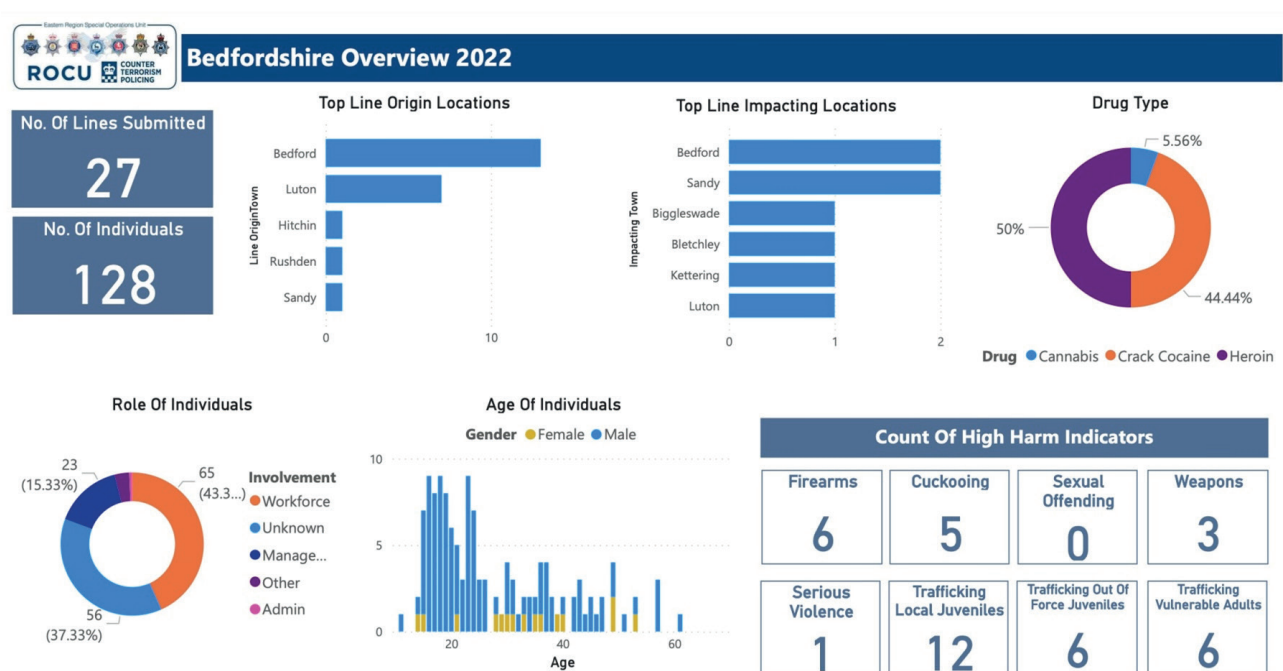 Eastern Region Special Operations Unit
ROCU
COUNTER
TERRORISM
POLICING
Bedfordshire Overview 2022
No. Of Lines Submitted
27
No. Of Individuals
128
Top Line Origin Locations
Line OriginTown
Bedford
Luton
Hitchin
Rushden
Sandy
0
10
Top Line Impacting Locations
Impacting Town
Bedford
Sandy
Biggleswade
Bletchley
Kettering
Luton
0
1
2
Drug Type
5.56%
50%
44.44%
Drug Cannabis Crack Cocaine Heroin
Role Of Individuals
23
(15.33%)
65
(43.3...)
56
(37.33%)
Involvement
Workforce
Unknown
Manage...
Other
Admin
Age Of Individuals
Gender Female Male
10
5
0
20
40
60
Age
Count Of High Harm Indicators
Firearms
6
Cuckooing
5
Sexual
Offending
0
Weapons
3
Serious
Violence
1
Trafficking
Local Juveniles
12
Trafficking Out Of
Force Juveniles
6
Trafficking
Vulnerable Adults
6